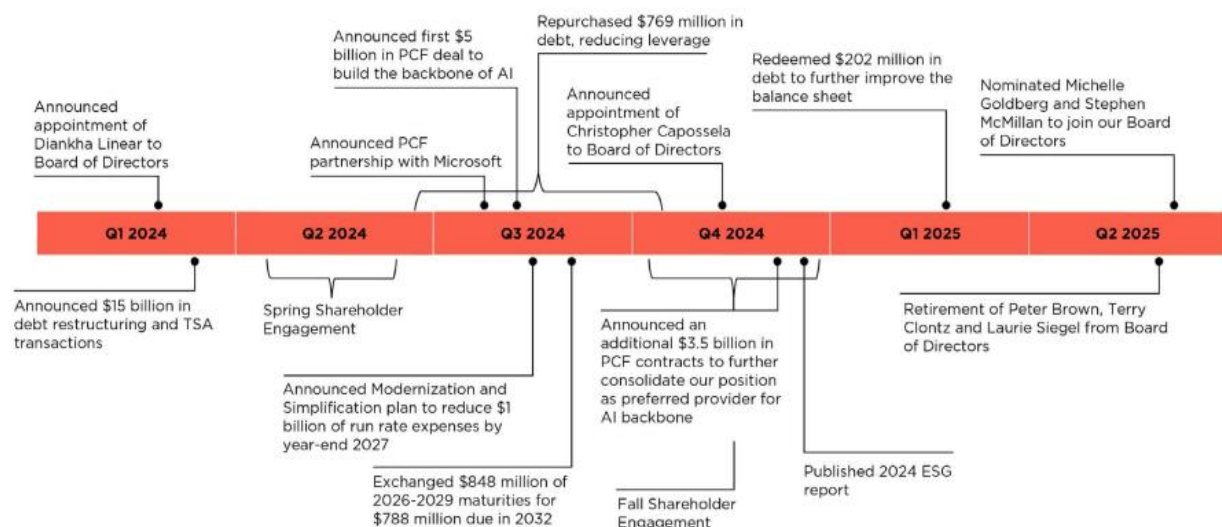 Announced
appointment of
Diankha Linear to
Board of Directors
Announced first $5
billion in PCF deal to
build the backbone of AI
Announced PCF
partnership with Microsoft
Repurchased $769 million in
debt, reducing leverage
Announced
appointment of
Christopher Capossela
to Board of Directors
Redeemed $202 million in
debt to further improve the
balance sheet
Nominated Michelle
Goldberg and Stephen
McMillan to join our Board
of Directors
Q1 2024
Q2 2024
Q3 2024
Q4 2024
Q1 2025
Q2 2025
Announced $15 billion in
debt restructuring and TSA
transactions
Spring Shareholder
Engagement
Announced Modernization and
Simplification plan to reduce $1
billion of run rate expenses by
year-end 2027
Exchanged $848 million of
2026-2029 maturities for
$788 million due in 2032
Announced an
additional $3.5 billion in
PCF contracts to further
consolidate our position
as preferred provider for
AI backbone
Fall Shareholder
Engagement
Published 2024 ESG
report
Retirement of Peter Brown, Terry
Clontz and Laurie Siegel from Board
of Directors